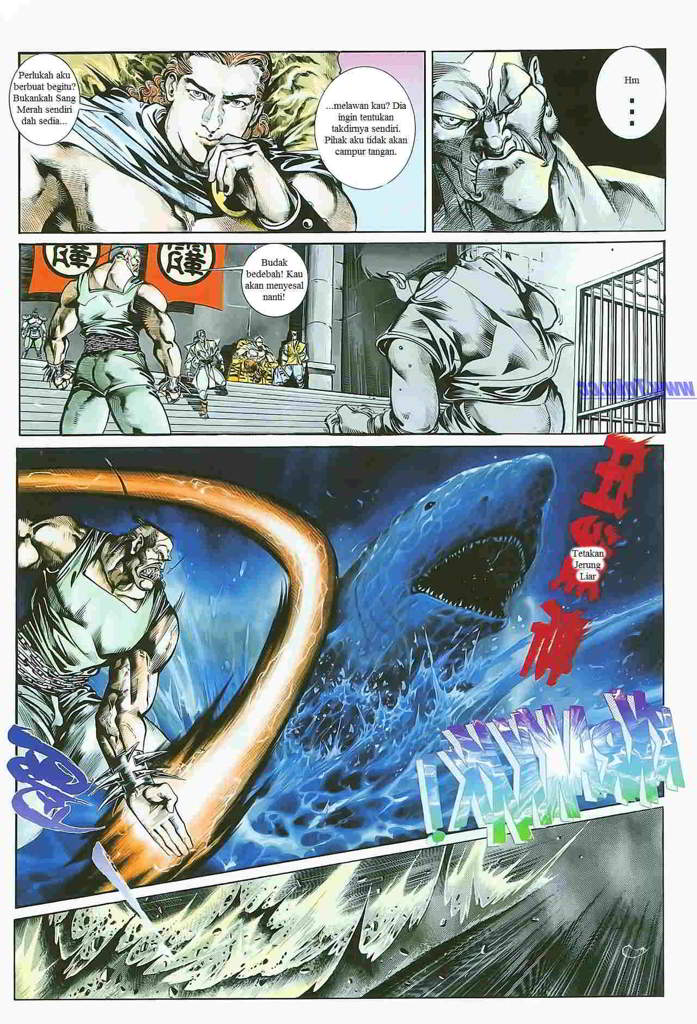 Perlukah aku
berbuat begitu?
Bukankah Sang
Merah sendiri
dah sedia...
...melawan kau? Dia
ingin tentukan
takdirnya sendiri.
Pihak aku tidak akan
campur tangan.
Hm
...
Budak
bedebah! Kau
akan menyesal
nanti!
Tetakan
Jerung
Liar